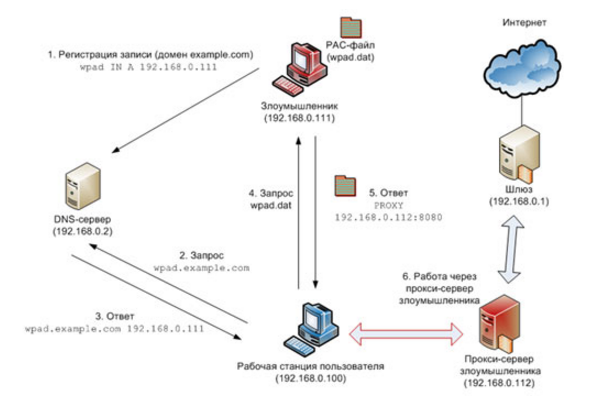 Интернет
PAC-файл
(wpad.dat)
1. Регистрация записи (домен example.com)
wpad IN A 192.168.0.111
Злоумышленник
(192.168.0.111)
4. Запрос
wpad.dat
5. Ответ
PROXY
192.168.0.112:8080
Шлюз
(192.168.0.1)
DNS-сервер
(192.168.0.2)
2. Запрос
wpad.example.com
3. Ответ
wpad.example.com 192.168.0.111
6. Работа через
прокси-сервер
злоумышленника
Рабочая станция пользователя
(192.168.0.100)
Прокси-сервер
злоумышленника
(192.168.0.112)